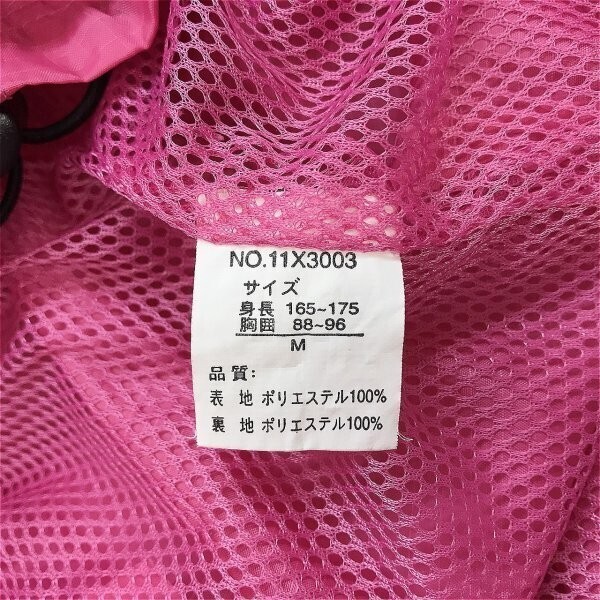 NO.11X3003
サイズ
身長 165~175
胸囲 88~96
M
品質:
表 地 ポリエステル100%
裏 地 ポリエステル100%